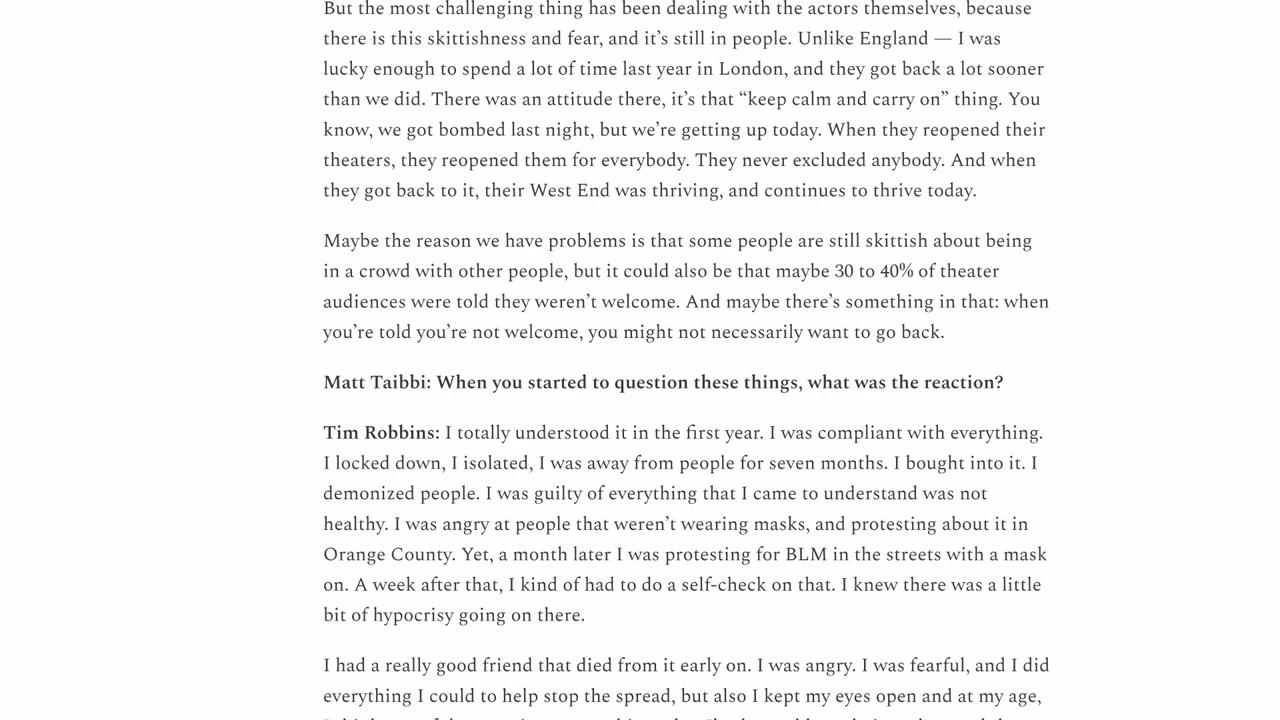 But the most challenging thing has been dealing with the actors themselves, because
there is this skittishness and fear, and it’s still in people. Unlike England — I was
lucky enough to spend a lot of time last year in London, and they got back a lot sooner
than we did. There was an attitude there, it’s that “keep calm and carry on” thing. You
know, we got bombed last night, but we’re getting up today. When they reopened their
theaters, they reopened them for everybody. They never excluded anybody. And when
they got back to it, their West End was thriving, and continues to thrive today.
Maybe the reason we have problems is that some people are still skittish about being
in a crowd with other people, but it could also be that maybe 30 to 40% of theater
audiences were told they weren’t welcome. And maybe there’s something in that: when
you’re told you’re not welcome, you might not necessarily want to go back.
Matt Taibbi: When you started to question these things, what was the reaction?
Tim Robbins: I totally understood it in the first year. I was compliant with everything.
I locked down, I isolated, I was away from people for seven months. I bought into it. I
demonized people. I was guilty of everything that I came to understand was not
healthy. I was angry at people that weren’t wearing masks, and protesting about it in
Orange County. Yet, a month later I was protesting for BLM in the streets with a mask
on. A week after that, I kind of had to do a self-check on that. I knew there was a little
bit of hypocrisy going on there.
I had a really good friend that died from it early on. I was angry. I was fearful, and I did
everything I could to help stop the spread, but also I kept my eyes open and at my age,